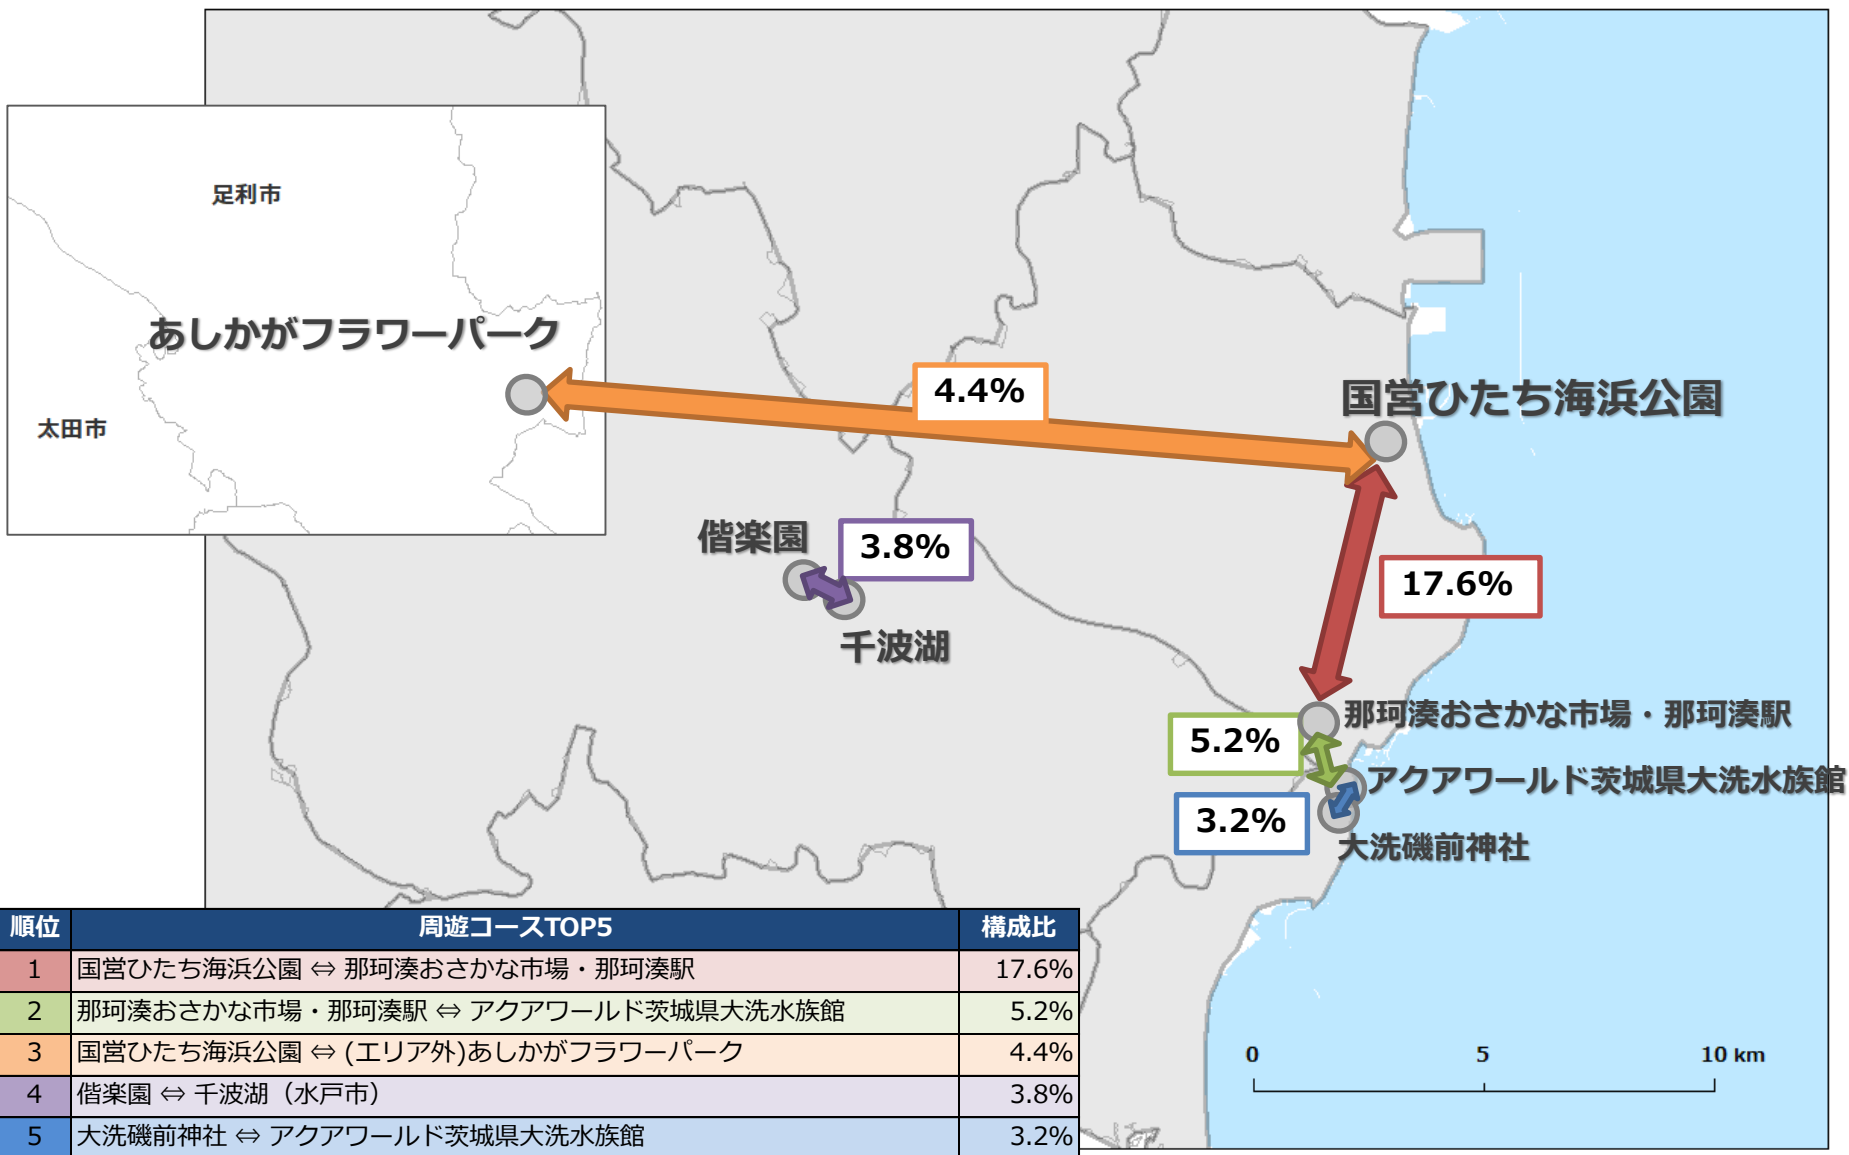 足利市
あしかがフラワーパーク
太田市
4.4%
国営ひたち海浜公園
偕楽園
3.8%
千波湖
17.6%
那珂湊おさかな市場・那珂湊駅
5.2%
アクアワールド茨城県大洗水族館
3.2%
大洗磯前神社
順位 周遊コースTOP5 構成比
1 国営ひたち海浜公園 ⇔ 那珂湊おさかな市場・那珂湊駅 17.6%
2 那珂湊おさかな市場・那珂湊駅 ⇔ アクアワールド茨城県大洗水族館 5.2%
3 国営ひたち海浜公園 ⇔ (エリア外)あしかがフラワーパーク 4.4%
4 偕楽園 ⇔ 千波湖（水戸市） 3.8%
5 大洗磯前神社 ⇔ アクアワールド茨城県大洗水族館 3.2%
0 5 10 km